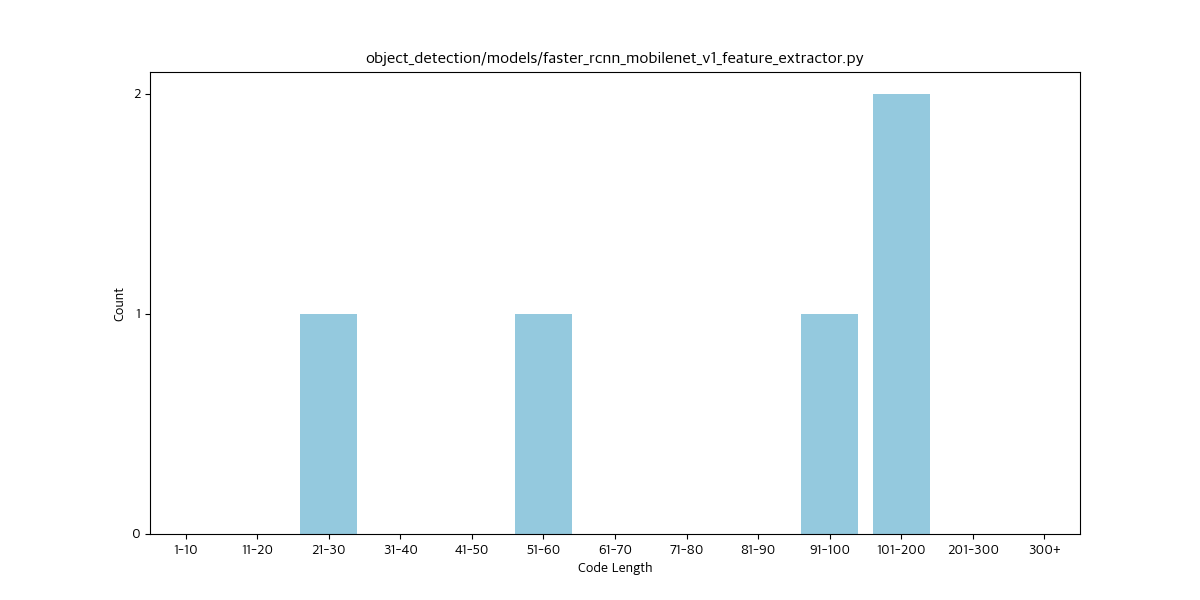 object_detection/models/faster_rcnn_mobilenet_v1_feature_extractor.py
2
1
0
Count
1-10 11-20 21-30 31-40 41-50 51-60 61-70 71-80 81-90 91-100 101-200 201-300 300+
Code Length